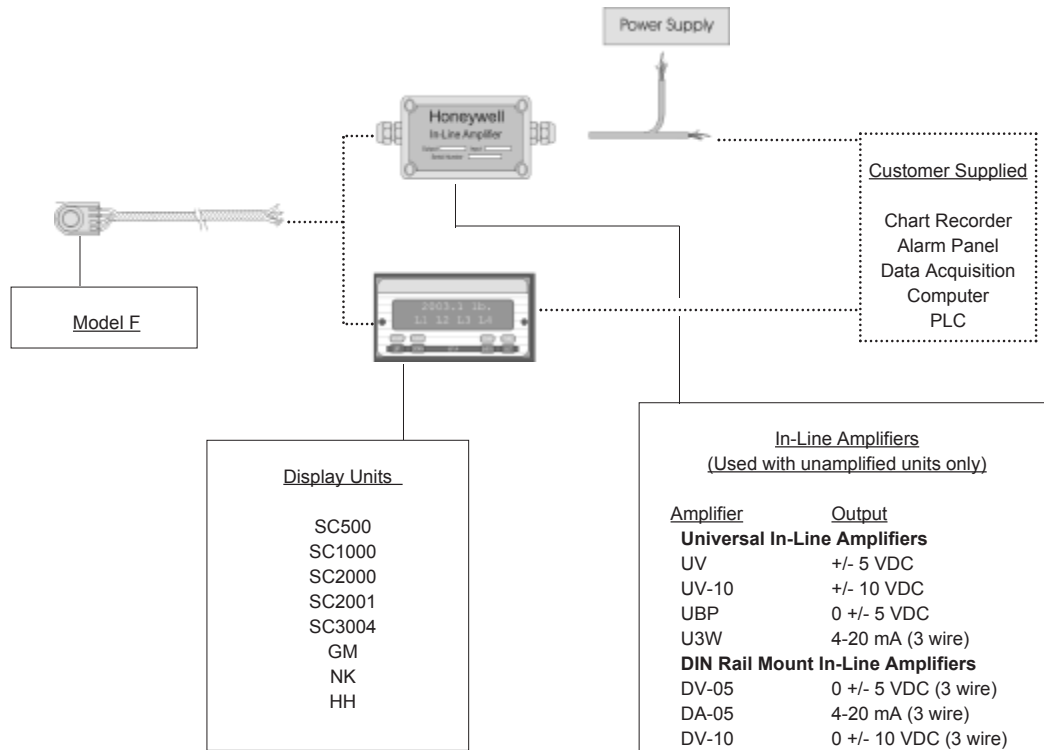 Power Supply
Honeywell
In-Line Amplifier
Output Input
Serial Number
Customer Supplied
Chart Recorder
Alarm Panel
Data Acquisition
Computer
PLC
Model F
2003.1 lb.
L1 L2 L3 L4
Display Units
SC500
SC1000
SC2000
SC2001
SC3004
GM
NK
HH
In-Line Amplifiers
(Used with unamplified units only)
Amplifier Output
Universal In-Line Amplifiers
UV +/- 5 VDC
UV-10 +/- 10 VDC
UBP 0 +/- 5 VDC
U3W 4-20 mA (3 wire)
DIN Rail Mount In-Line Amplifiers
DV-05 0 +/- 5 VDC (3 wire)
DA-05 4-20 mA (3 wire)
DV-10 0 +/- 10 VDC (3 wire)